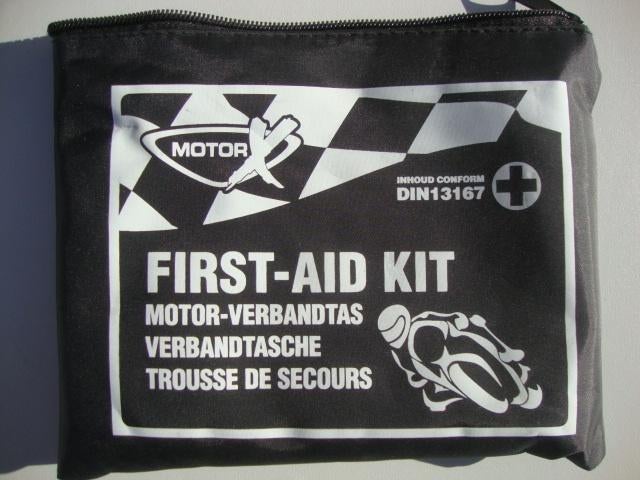 MOTOR X
INHOUD CONFORM
DIN13167
FIRST-AID KIT
MOTOR-VERBANDTAS
VERBANDTASCHE
TROUSSE DE SECOURS